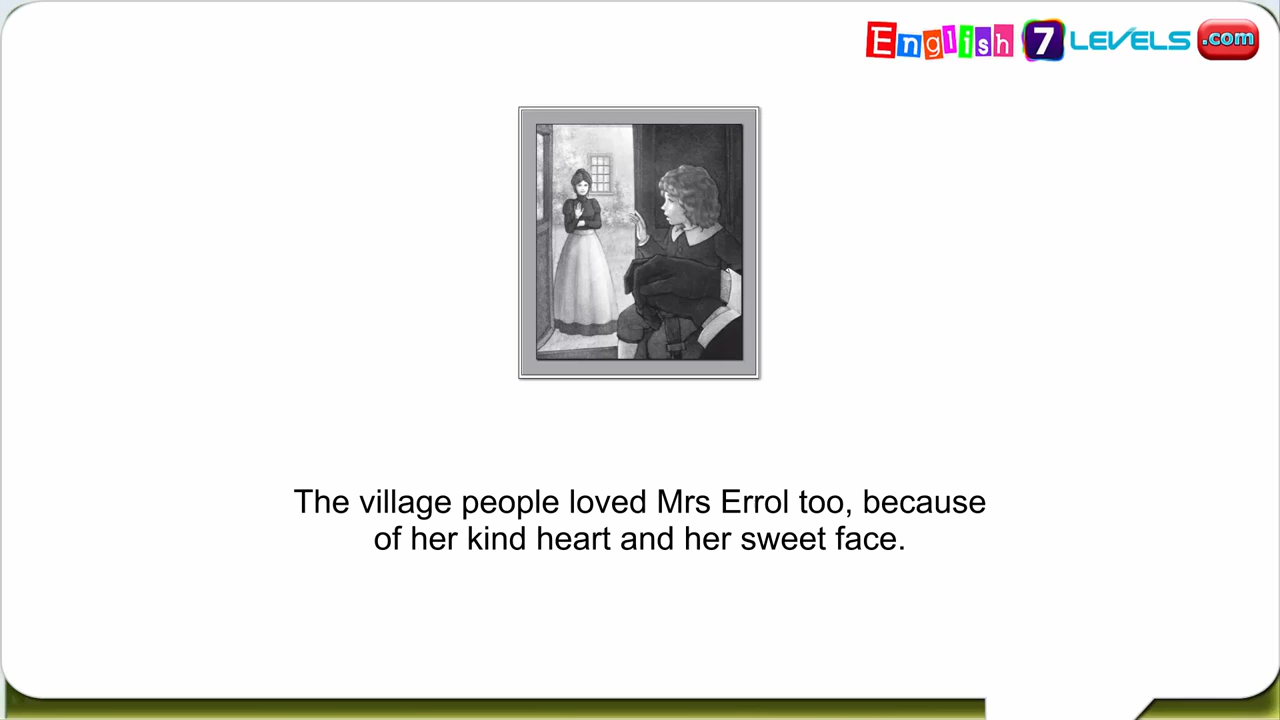 English 7 LEVELS .com
The village people loved Mrs Errol too, because
of her kind heart and her sweet face.